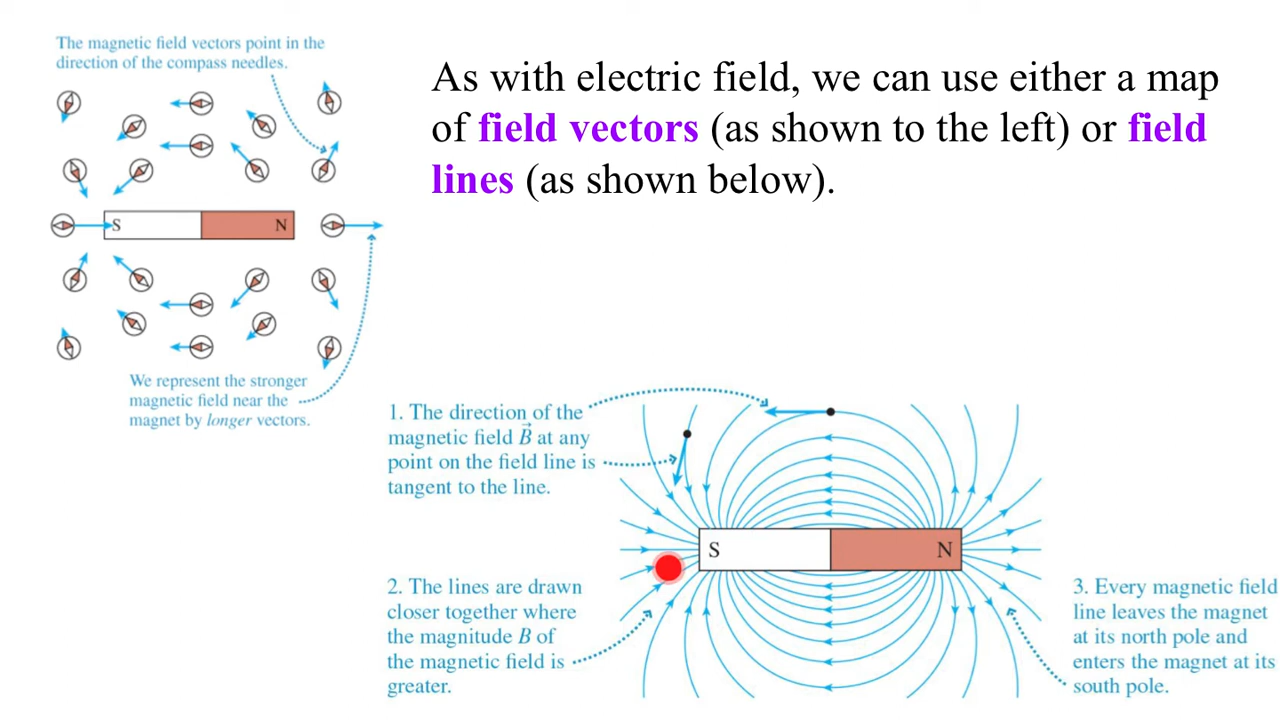 The magnetic field vectors point in the
direction of the compass needles.
As with electric field, we can use either a map
of field vectors (as shown to the left) or field
lines (as shown below).
S
N
We represent the stronger
magnetic field near the
magnet by longer vectors.
1. The direction of the
magnetic field B⃗ at any
point on the field line is
tangent to the line.
S
N
2. The lines are drawn
closer together where
the magnitude B of
the magnetic field is
greater.
3. Every magnetic field
line leaves the magnet
at its north pole and
enters the magnet at its
south pole.